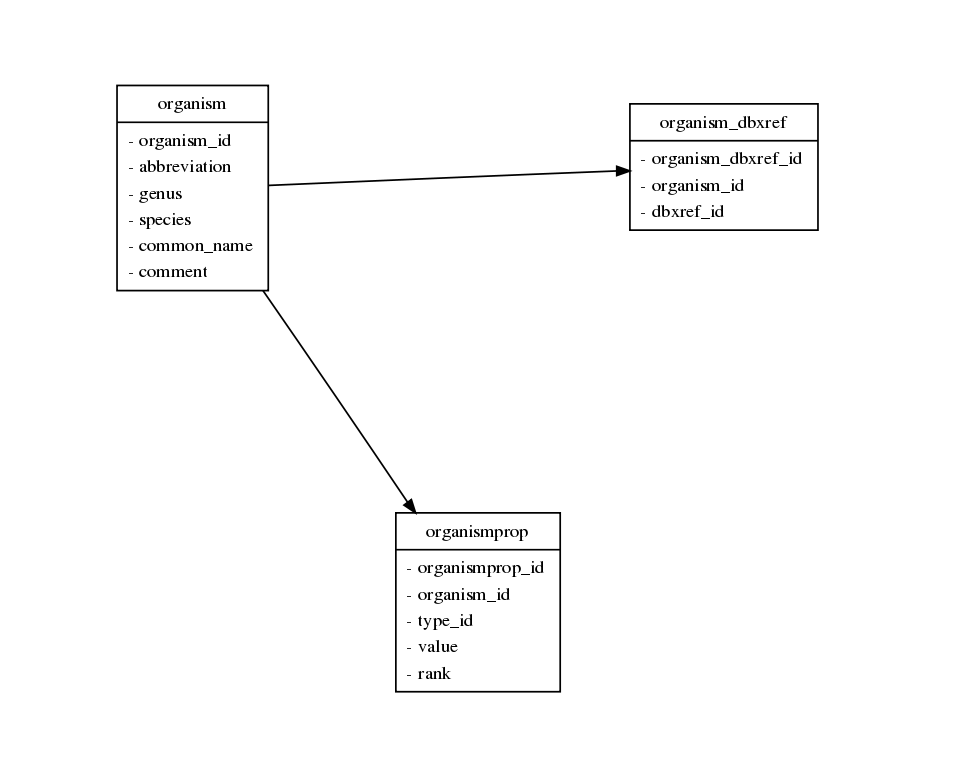 organism
- organism_id
- abbreviation
- genus
- species
- common_name
- comment
organism_dbxref
- organism_dbxref_id
- organism_id
- dbxref_id
organismprop
- organismprop_id
- organism_id
- type_id
- value
- rank